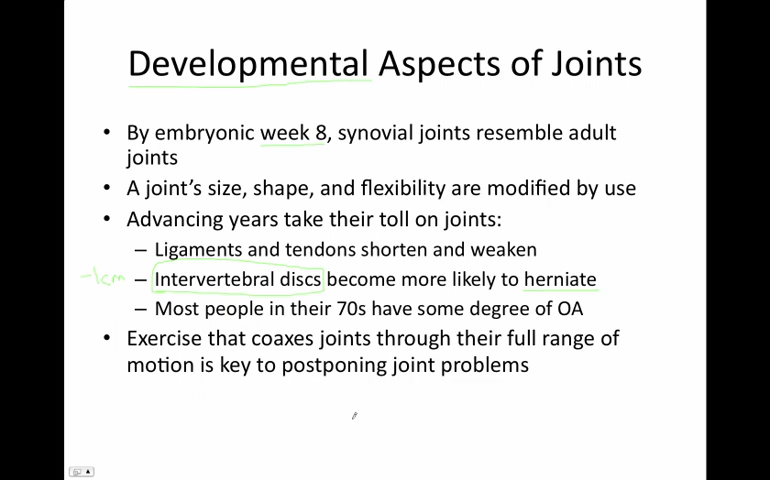 Developmental Aspects of Joints
• By embryonic week 8, synovial joints resemble adult
joints
• A joint's size, shape, and flexibility are modified by use
• Advancing years take their toll on joints:
– Ligaments and tendons shorten and weaken
– Intervertebral discs become more likely to herniate
– Most people in their 70s have some degree of OA
• Exercise that coaxes joints through their full range of
motion is key to postponing joint problems